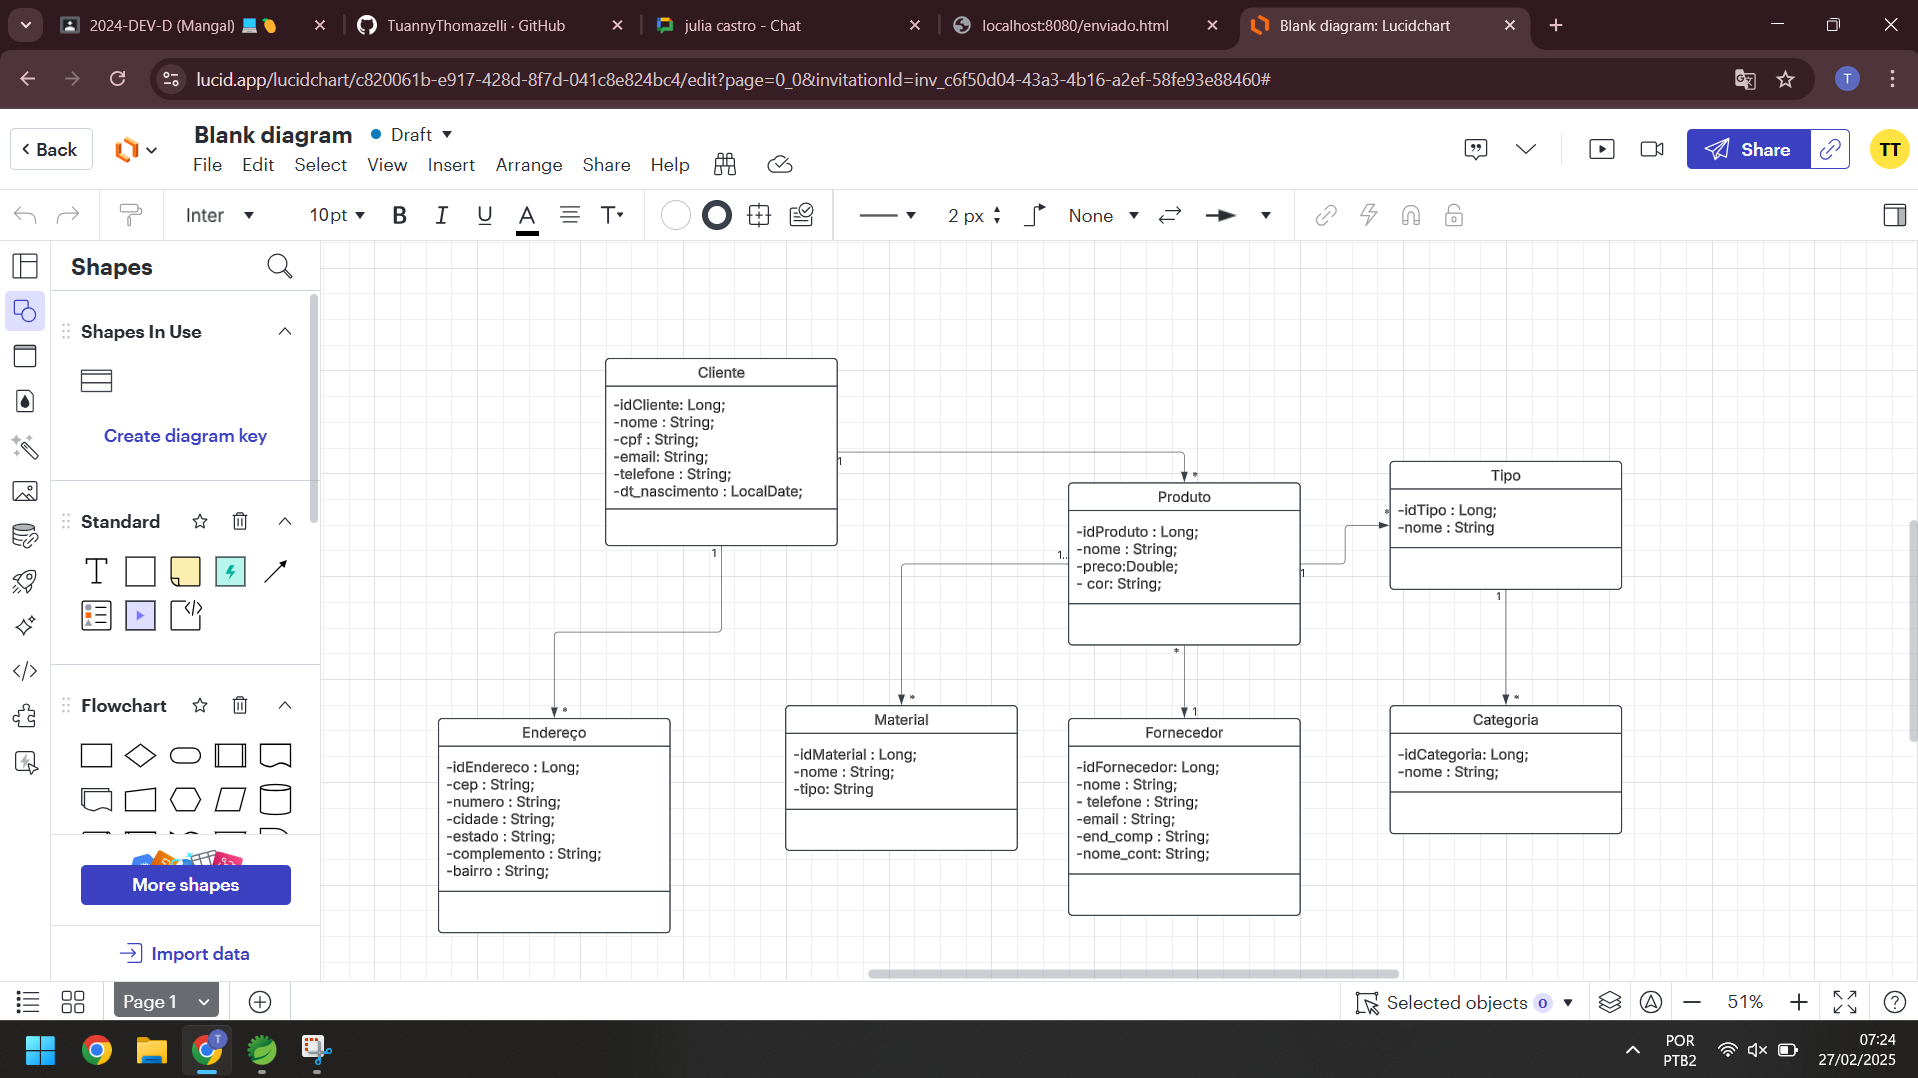 2024-DEV-D (Mangal)
TuannyThomazelli · GitHub
julia castro - Chat
localhost:8080/enviado.html
Blank diagram: Lucidchart
lucid.app/lucidchart/c820061b-e917-428d-8f7d-041c8e824bc4/edit?page=0_0&invitationId=inv_c6f50d04-43a3-4b16-a2ef-58fe93e88460#
T
Back
Blank diagram
Draft
File Edit Select View Insert Arrange Share Help
Share
TT
Inter
10pt
B I U A T
2 px
None
Shapes
Shapes In Use
Create diagram key
Standard
T
Flowchart
More shapes
Import data
Cliente
-idCliente: Long;
-nome : String;
-cpf : String;
-email: String;
-telefone : String;
-dt_nascimento : LocalDate;
1
*
1
*
Produto
-idProduto : Long;
-nome : String;
-preco:Double;
- cor: String;
1..
*
1
*
*
1
Tipo
-idTipo : Long;
-nome : String
1
*
Endereço
-idEndereco : Long;
-cep : String;
-numero : String;
-cidade : String;
-estado : String;
-complemento : String;
-bairro : String;
Material
-idMaterial : Long;
-nome : String;
-tipo: String
Fornecedor
-idFornecedor: Long;
-nome : String;
- telefone : String;
-email : String;
-end_comp : String;
-nome_cont: String;
Categoria
-idCategoria: Long;
-nome : String;
Page 1
Selected objects 0
51%
T
POR
PTB2
07:24
27/02/2025